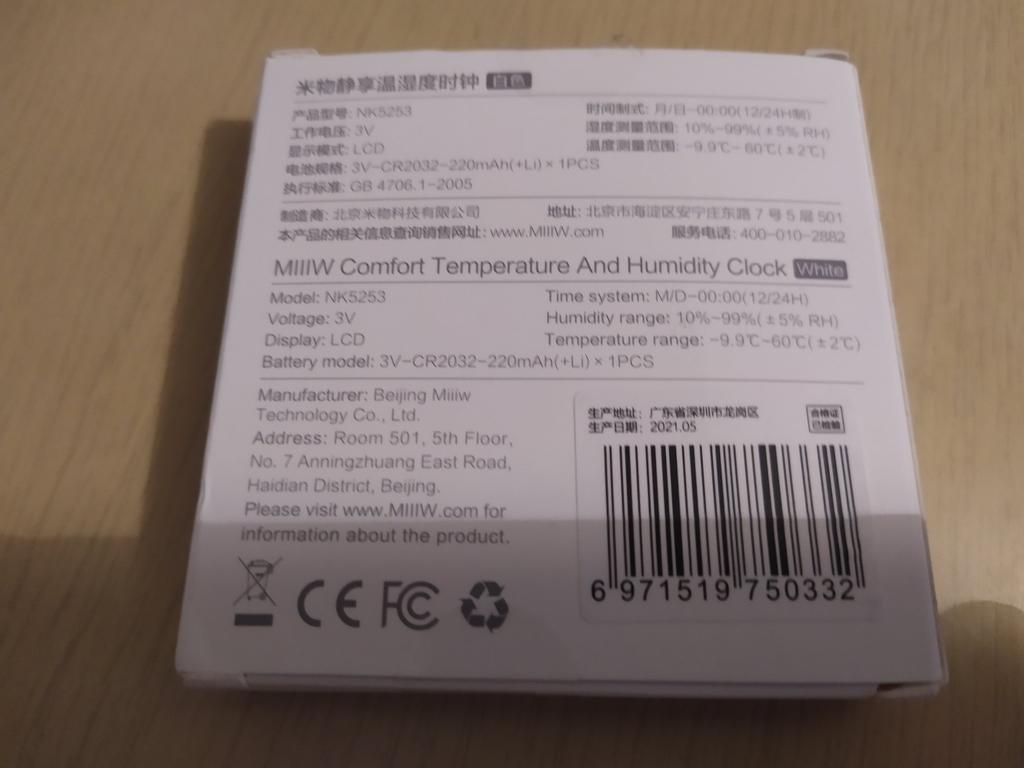 米物静享温湿度时钟 白色
产品型号: NK5253
工作电压: 3V
显示模式: LCD
电池规格: 3V-CR2032-220mAh(+Li) × 1PCS
执行标准: GB 4706.1-2005
时间制式: 月/日-00:00(12/24H制)
湿度测量范围: 10%~99%(±5% RH)
温度测量范围: -9.9℃~60℃(±2℃)
制造商: 北京米物科技有限公司
地址: 北京市海淀区安宁庄东路7号5层501
本产品的相关信息查询销售网址: www.MIIIW.com
服务电话: 400-010-2882
MIIIW Comfort Temperature And Humidity Clock White
Model: NK5253
Voltage: 3V
Display: LCD
Battery model: 3V-CR2032-220mAh(+Li) × 1PCS
Time system: M/D-00:00(12/24H)
Humidity range: 10%~99%(±5% RH)
Temperature range: -9.9℃~60℃(±2℃)
Manufacturer: Beijing Miiiw
Technology Co., Ltd.
Address: Room 501, 5th Floor,
No. 7 Anningzhuang East Road,
Haidian District, Beijing.
Please visit www.MIIIW.com for
information about the product.
生产地址: 广东省深圳市龙岗区
生产日期: 2021.05
合格证
已检验
6 971519 750332
CE FC